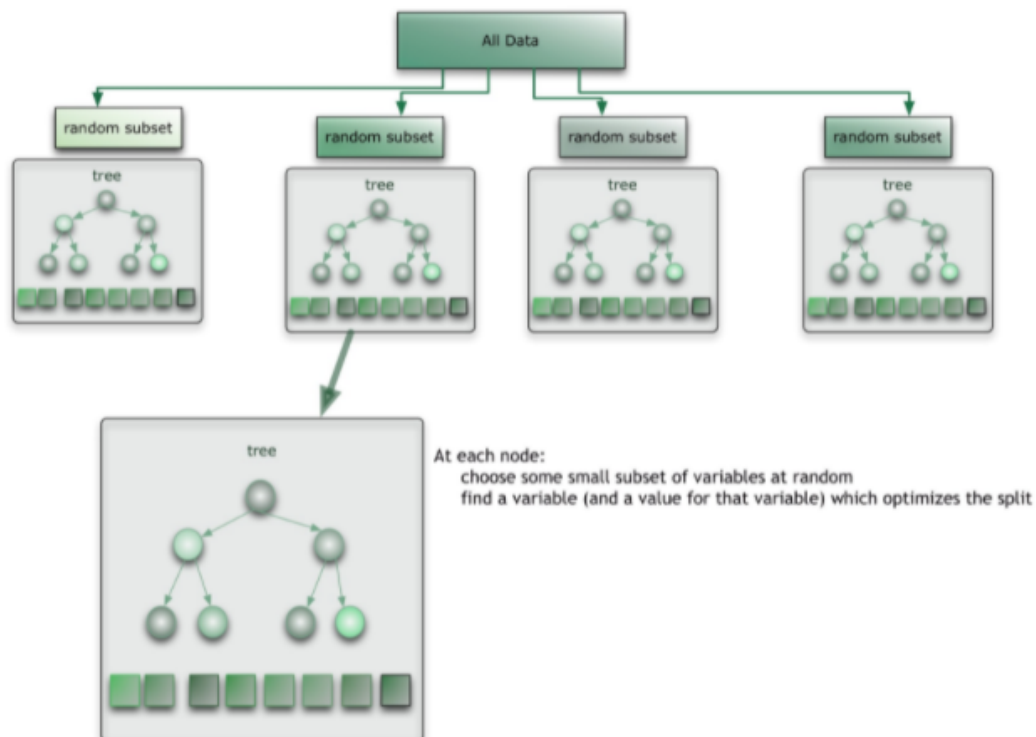 All Data
random subset
random subset
random subset
random subset
tree
tree
tree
tree
tree
At each node:
choose some small subset of variables at random
find a variable (and a value for that variable) which optimizes the split